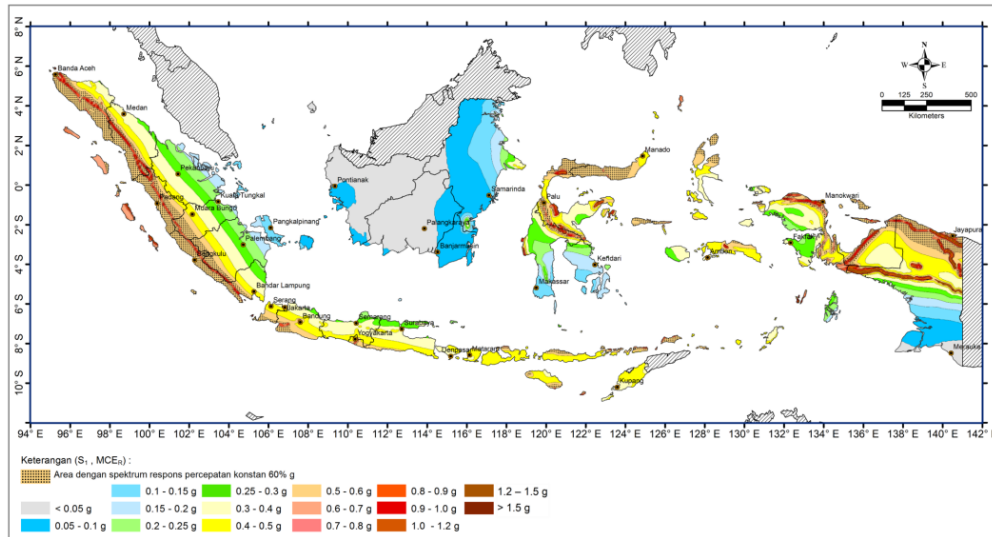 8° N
6° N
4° N
2° N
0°
2° S
4° S
6° S
8° S
10° S
94° E 96° E 98° E 100° E 102° E 104° E 106° E 108° E 110° E 112° E 114° E 116° E 118° E 120° E 122° E 124° E 126° E 128° E 130° E 132° E 134° E 136° E 138° E 140° E 142° E
N
W E
S
0 125 250 500
Kilometers
Banda Aceh
Medan
Pekanbaru
Kuala Tungkal
Padang
Muara Bungo
Pangkalpinang
Palembang
Bengkulu
Bandar Lampung
Serang
Jakarta
Bandung
Semarang
Surabaya
Yogyakarta
Denpasar
Mataram
Kupang
Pontianak
Samarinda
Banjarmasin
Manado
Palu
Kendari
Makassar
Ambon
Manokwari
Fakfak
Jayapura
Merauke
Keterangan (S₁ , MCEᴿ) :
Area dengan spektrum respons percepatan konstan 60% g
0.1 - 0.15 g 0.25 - 0.3 g 0.5 - 0.6 g 0.8 - 0.9 g 1.2 – 1.5 g
< 0.05 g 0.15 - 0.2 g 0.3 - 0.4 g 0.6 - 0.7 g 0.9 - 1.0 g > 1.5 g
0.05 - 0.1 g 0.2 - 0.25 g 0.4 - 0.5 g 0.7 - 0.8 g 1.0 - 1.2 g